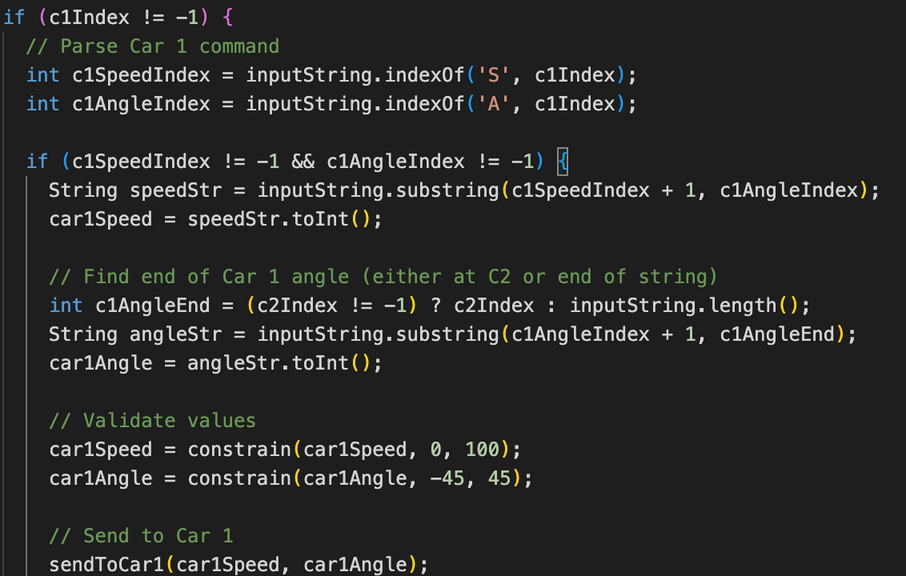 if (c1Index != -1) {
// Parse Car 1 command
int c1SpeedIndex = inputString.indexOf('S', c1Index);
int c1AngleIndex = inputString.indexOf('A', c1Index);
if (c1SpeedIndex != -1 && c1AngleIndex != -1) {
String speedStr = inputString.substring(c1SpeedIndex + 1, c1AngleIndex);
car1Speed = speedStr.toInt();
// Find end of Car 1 angle (either at C2 or end of string)
int c1AngleEnd = (c2Index != -1) ? c2Index : inputString.length();
String angleStr = inputString.substring(c1AngleIndex + 1, c1AngleEnd);
car1Angle = angleStr.toInt();
// Validate values
car1Speed = constrain(car1Speed, 0, 100);
car1Angle = constrain(car1Angle, -45, 45);
// Send to Car 1
sendToCar1(car1Speed, car1Angle);